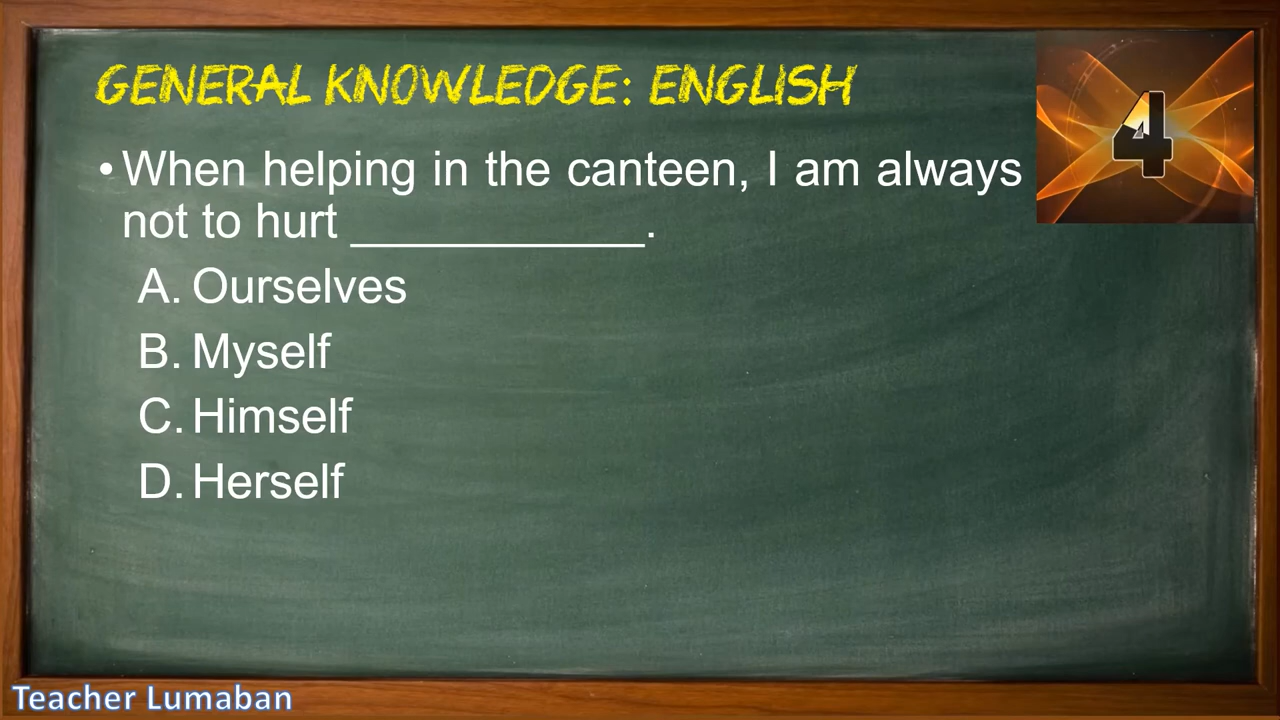 GENERAL KNOWLEDGE: ENGLISH
4
• When helping in the canteen, I am always
not to hurt ____________.
A. Ourselves
B. Myself
C. Himself
D. Herself
Teacher Lumaban